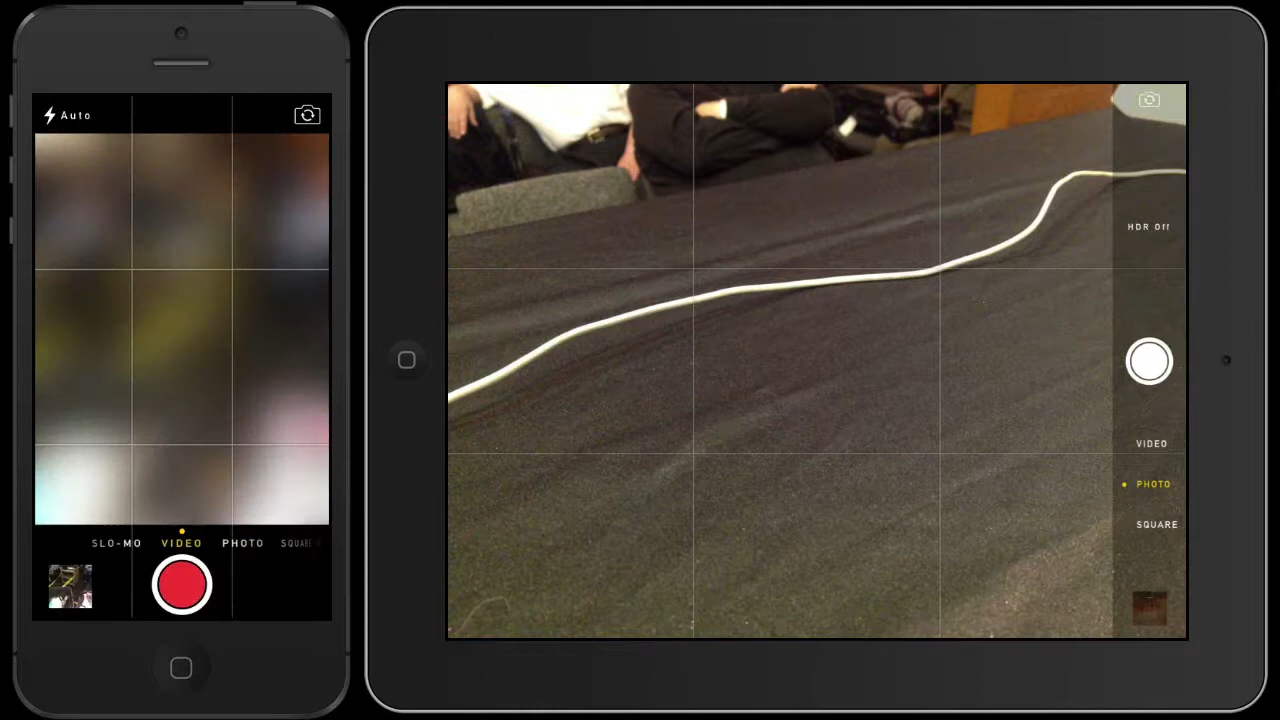 Auto
SLO-MO VIDEO PHOTO SQUARE
HDR Off
VIDEO
PHOTO
SQUARE